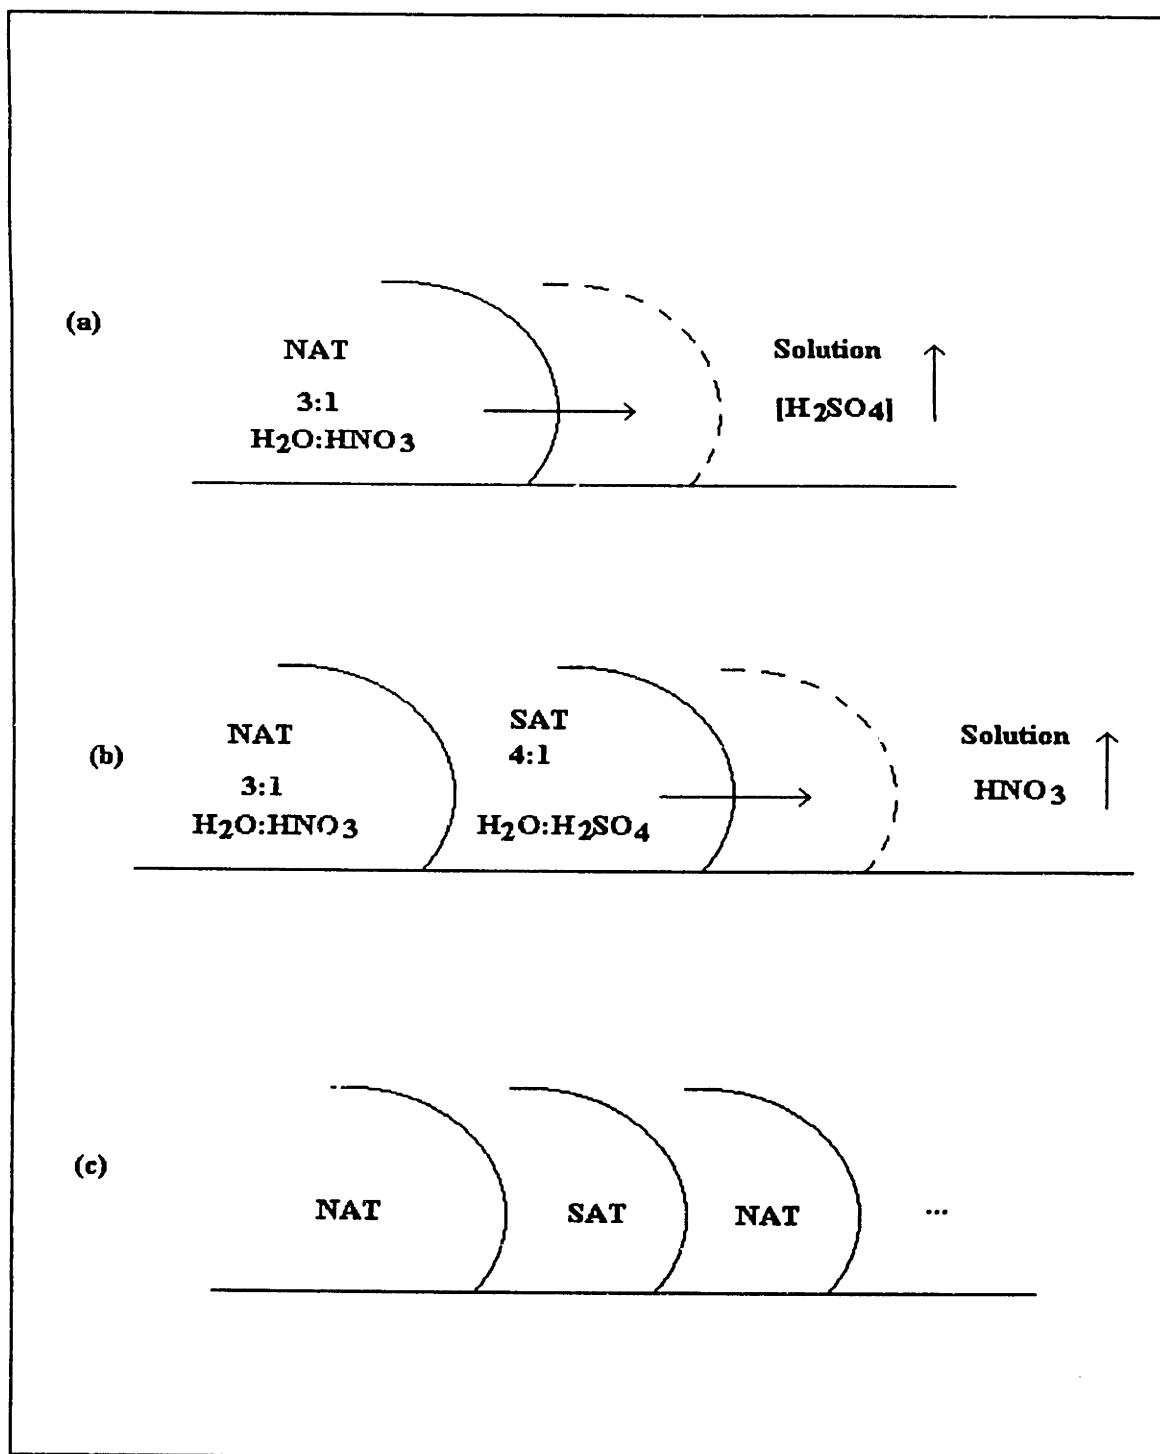 (a)
NAT
3:1
H2O:HNO3
Solution
[H2SO4]
(b)
NAT
3:1
H2O:HNO3
SAT
4:1
H2O:H2SO4
Solution
HNO3
(c)
NAT
SAT
NAT
...